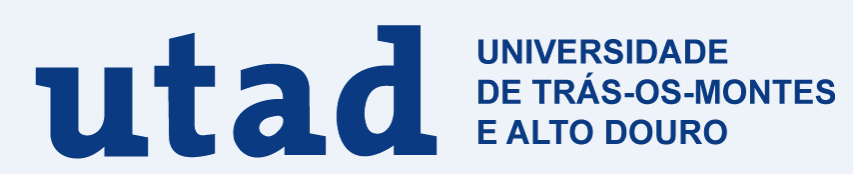 utad
UNIVERSIDADE
DE TRÁS-OS-MONTES
E ALTO DOURO